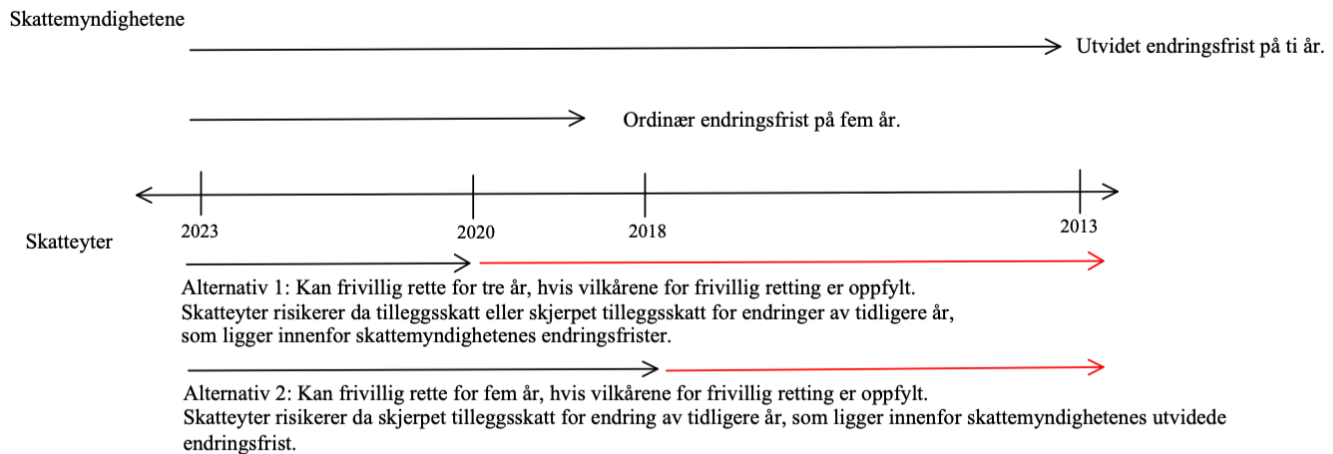 Skattemyndighetene
Utvidet endringsfrist på ti år.
Ordinær endringsfrist på fem år.
2023
2020
2018
2013
Skatteyter
Alternativ 1: Kan frivillig rette for tre år, hvis vilkårene for frivillig retting er oppfylt.
Skatteyter risikerer da tilleggsskatt eller skjerpet tilleggsskatt for endringer av tidligere år,
som ligger innenfor skattemyndighetenes endringsfrister.
Alternativ 2: Kan frivillig rette for fem år, hvis vilkårene for frivillig retting er oppfylt.
Skatteyter risikerer da skjerpet tilleggsskatt for endring av tidligere år, som ligger innenfor skattemyndighetenes utvidede
endringsfrist.